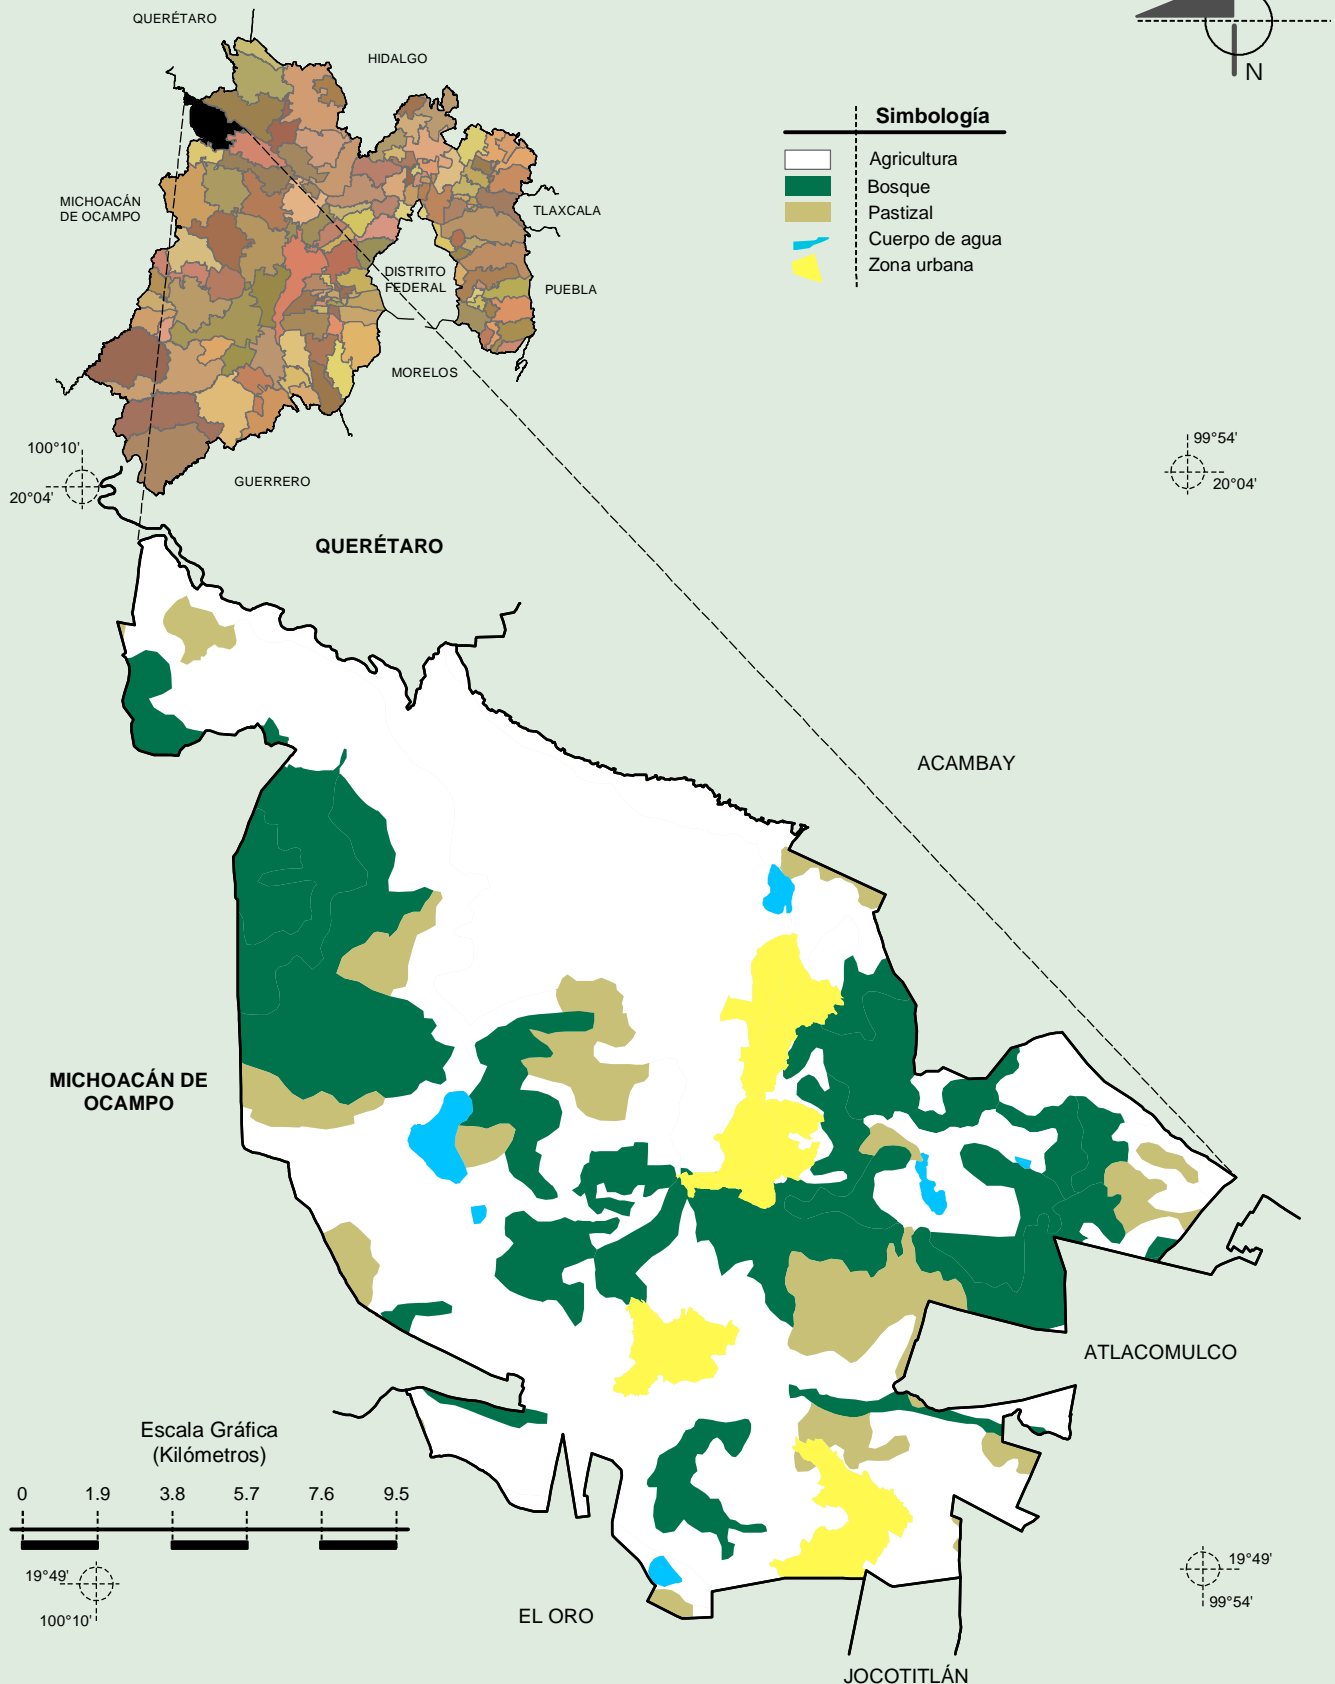 QUERÉTARO
HIDALGO
N
Simbología
Agricultura
Bosque
Pastizal
Cuerpo de agua
Zona urbana
MICHOACÁN
DE OCAMPO
TLAXCALA
DISTRITO
FEDERAL
PUEBLA
MORELOS
GUERRERO
100°10'
20°04'
99°54'
20°04'
QUERÉTARO
ACAMBAY
MICHOACÁN DE
OCAMPO
ATLACOMULCO
Escala Gráfica
(Kilómetros)
0 1.9 3.8 5.7 7.6 9.5
19°49'
100°10'
19°49'
99°54'
EL ORO
JOCOTITLÁN